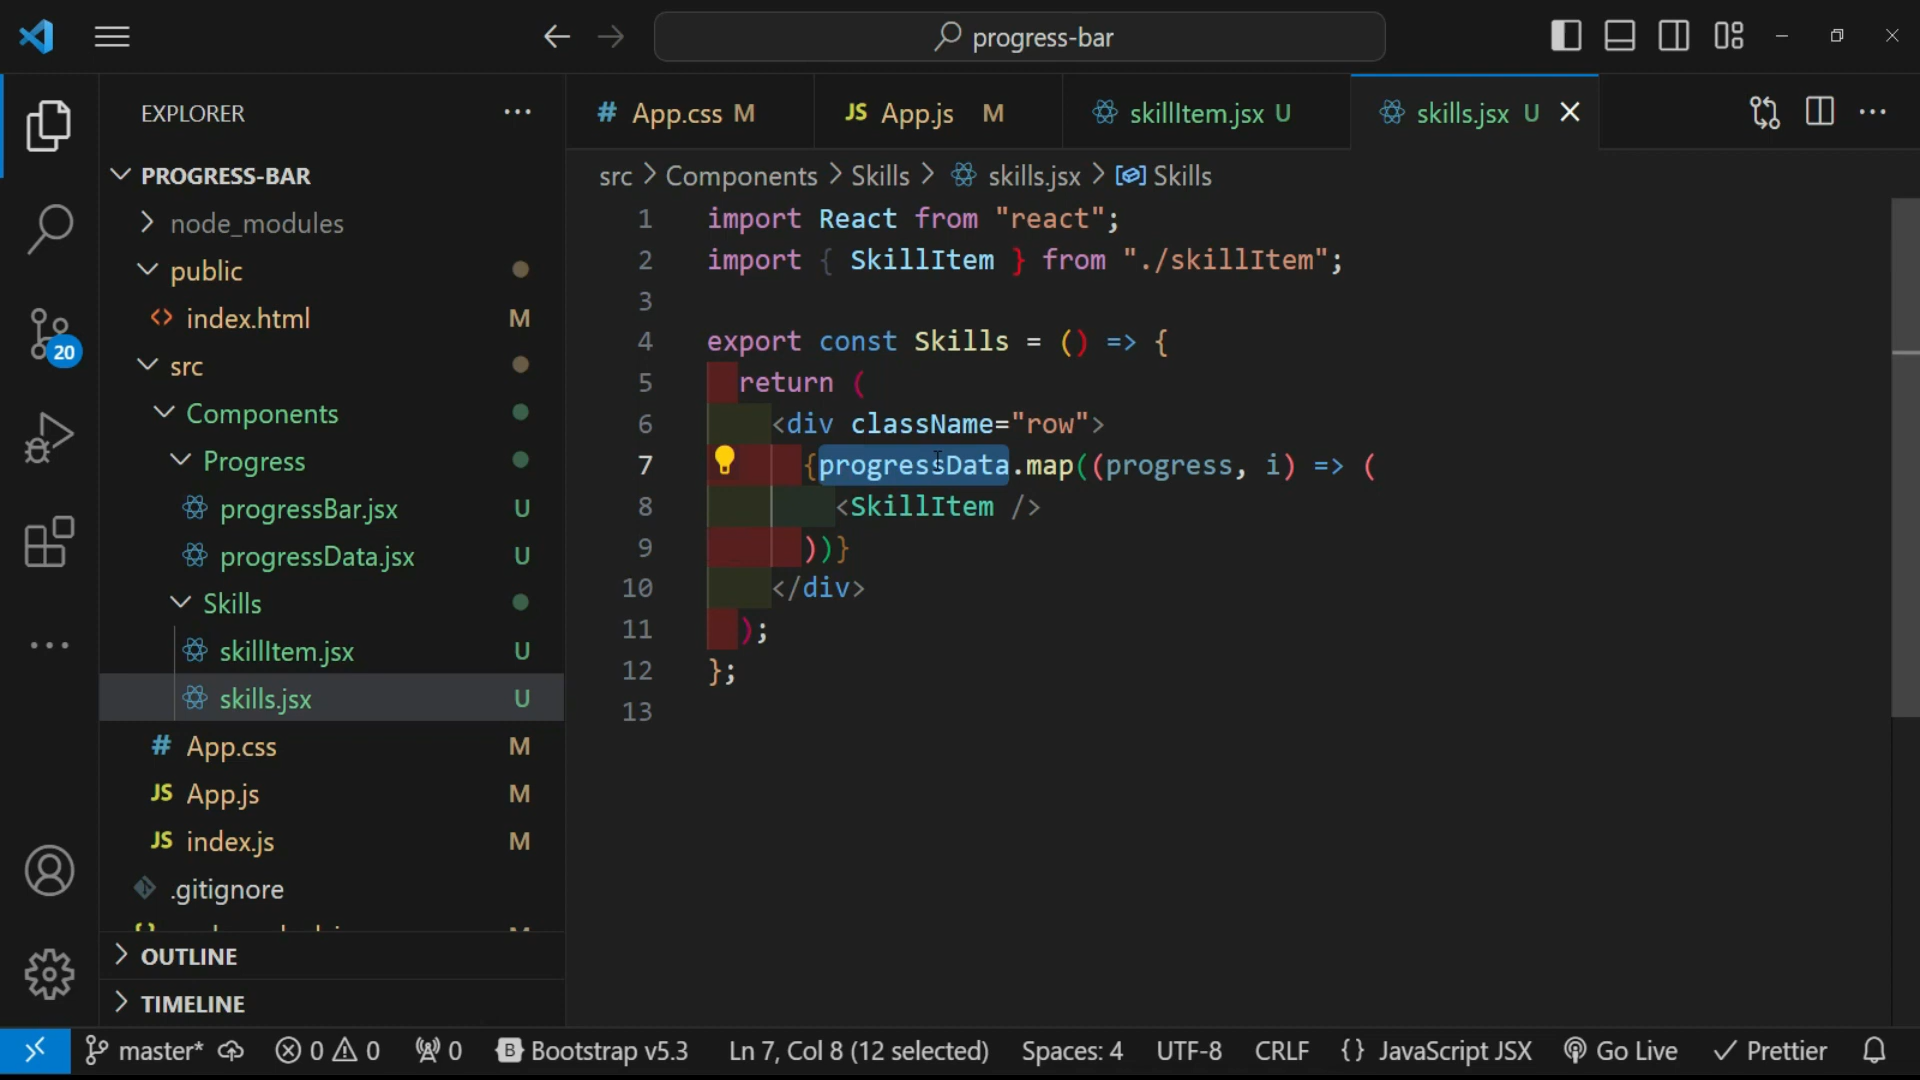 progress-bar
EXPLORER
PROGRESS-BAR
node_modules
public
index.html M
src
Components
Progress
progressBar.jsx U
progressData.jsx U
Skills
skillItem.jsx U
skills.jsx U
App.css M
App.js M
index.js M
.gitignore
OUTLINE
TIMELINE
20
# App.css M
JS App.js M
skillItem.jsx U
skills.jsx U
src > Components > Skills > skills.jsx > Skills
1 import React from "react";
2 import { SkillItem } from "./skillItem";
3
4 export const Skills = () => {
5 return (
6 <div className="row">
7 {progressData.map((progress, i) => (
8 <SkillItem />
9 ))}
10 </div>
11 );
12 };
13
master* 0 0 0 Bootstrap v5.3 Ln 7, Col 8 (12 selected) Spaces: 4 UTF-8 CRLF {} JavaScript JSX Go Live Prettier